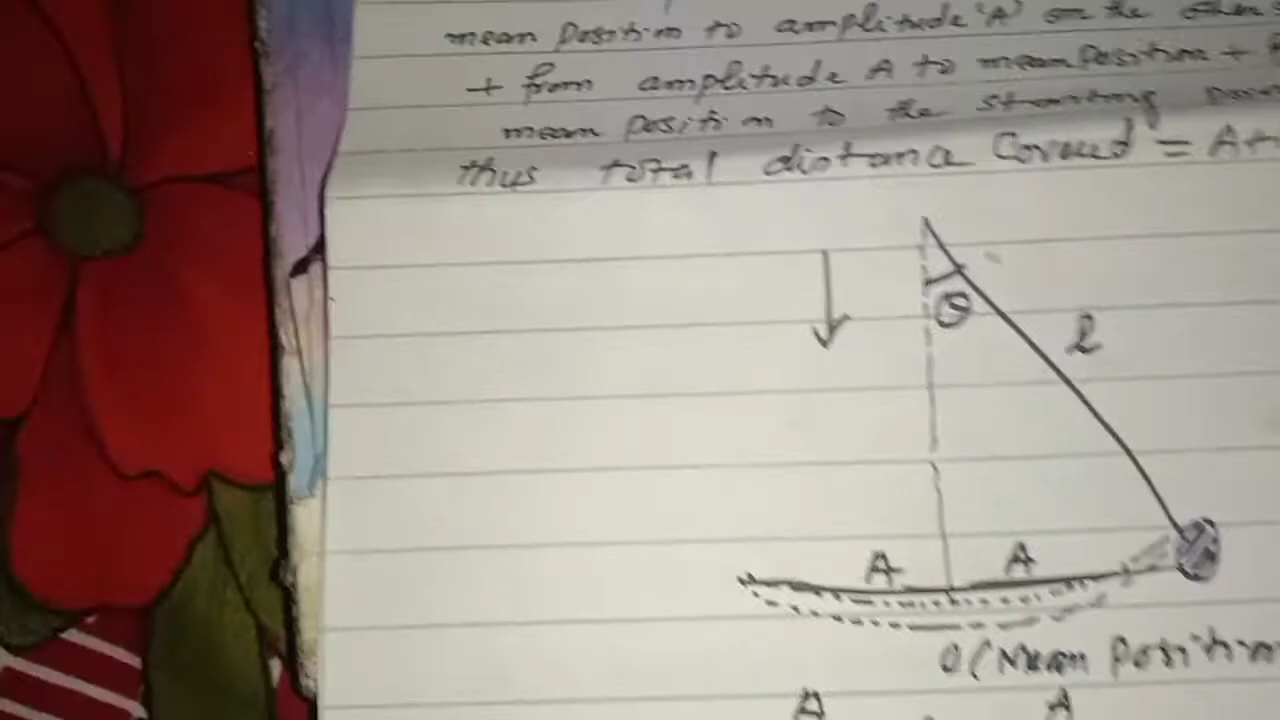 mean position to amplitude 'A' on the other
+ from amplitude A to mean position +
mean position to the starting
thus total distance Covered = A+
θ
l
A A
O (Mean Position
A A